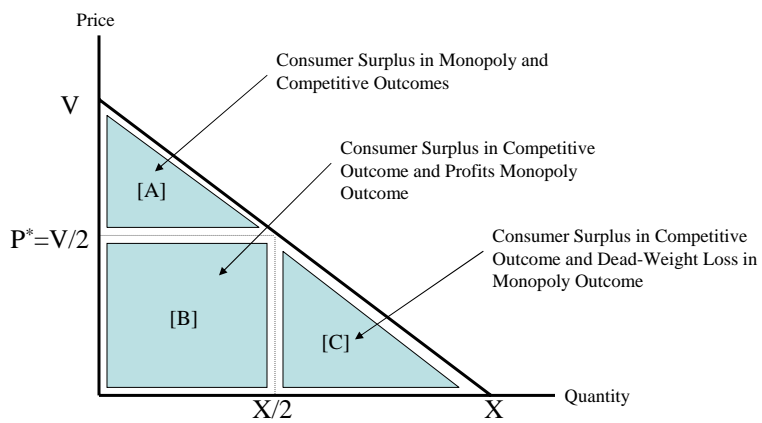 Price
Consumer Surplus in Monopoly and
Competitive Outcomes
V
Consumer Surplus in Competitive
Outcome and Profits Monopoly
Outcome
[A]
P*=V/2
Consumer Surplus in Competitive
Outcome and Dead-Weight Loss in
Monopoly Outcome
[B]
[C]
Quantity
X/2
X